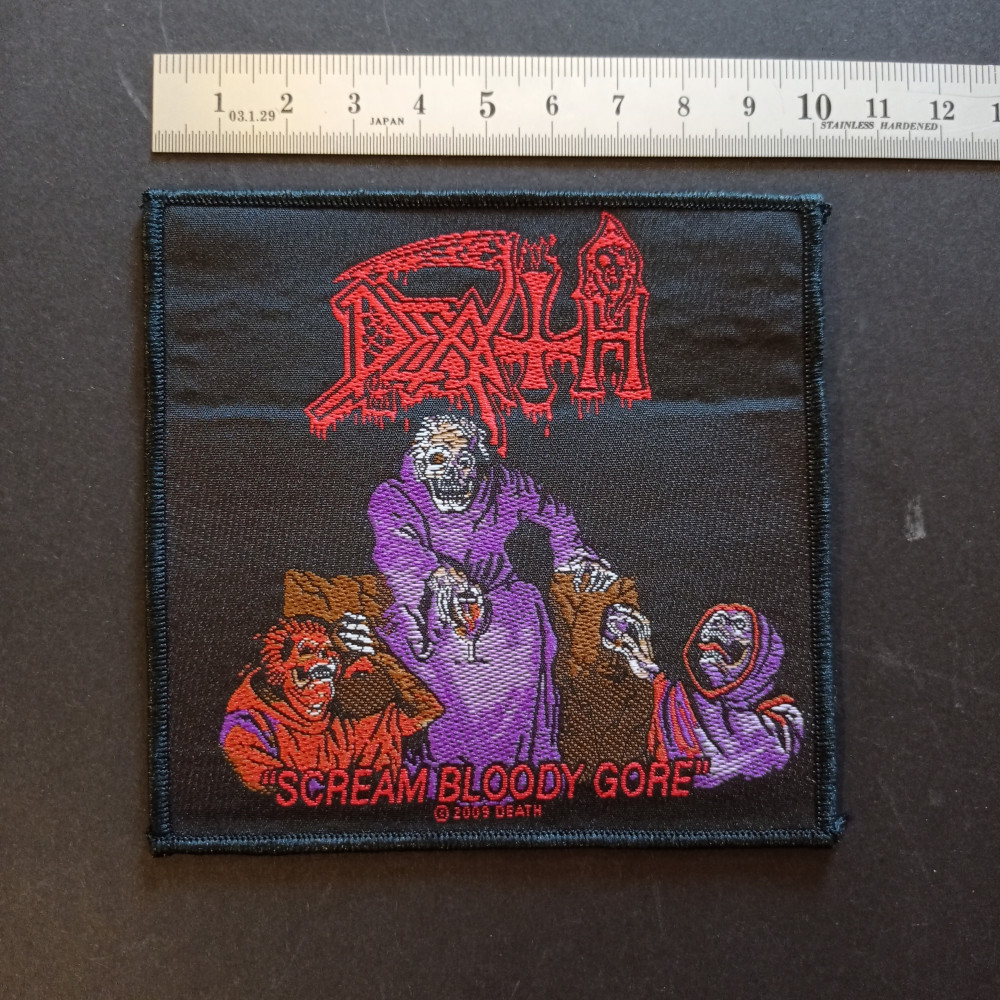 1 2 3 4 5 6 7 8 9 10 11 12
03.1.29 JAPAN STAINLESS HARDENED
DEATH
"SCREAM BLOODY GORE"
© 2009 DEATH